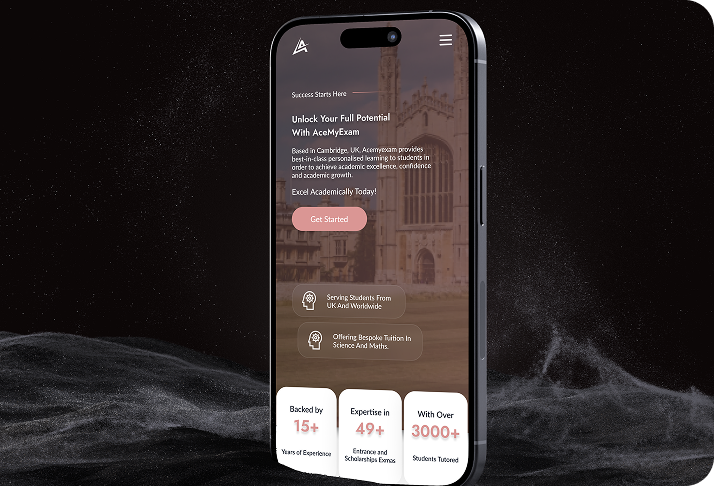 Success Starts Here
Unlock Your Full Potential
With AceMyExam
Based in Cambridge, UK, Acemyexam provides
best-in-class personalised learning to students in
order to achieve academic excellence, confidence
and academic growth.
Excel Academically Today!
Get Started
Serving Students From
UK And Worldwide
Offering Bespoke Tuition In
Science And Maths.
Backed by
15+
Years of Experience
Expertise in
49+
Entrance and
Scholarships Exmas
With Over
3000+
Students Tutored